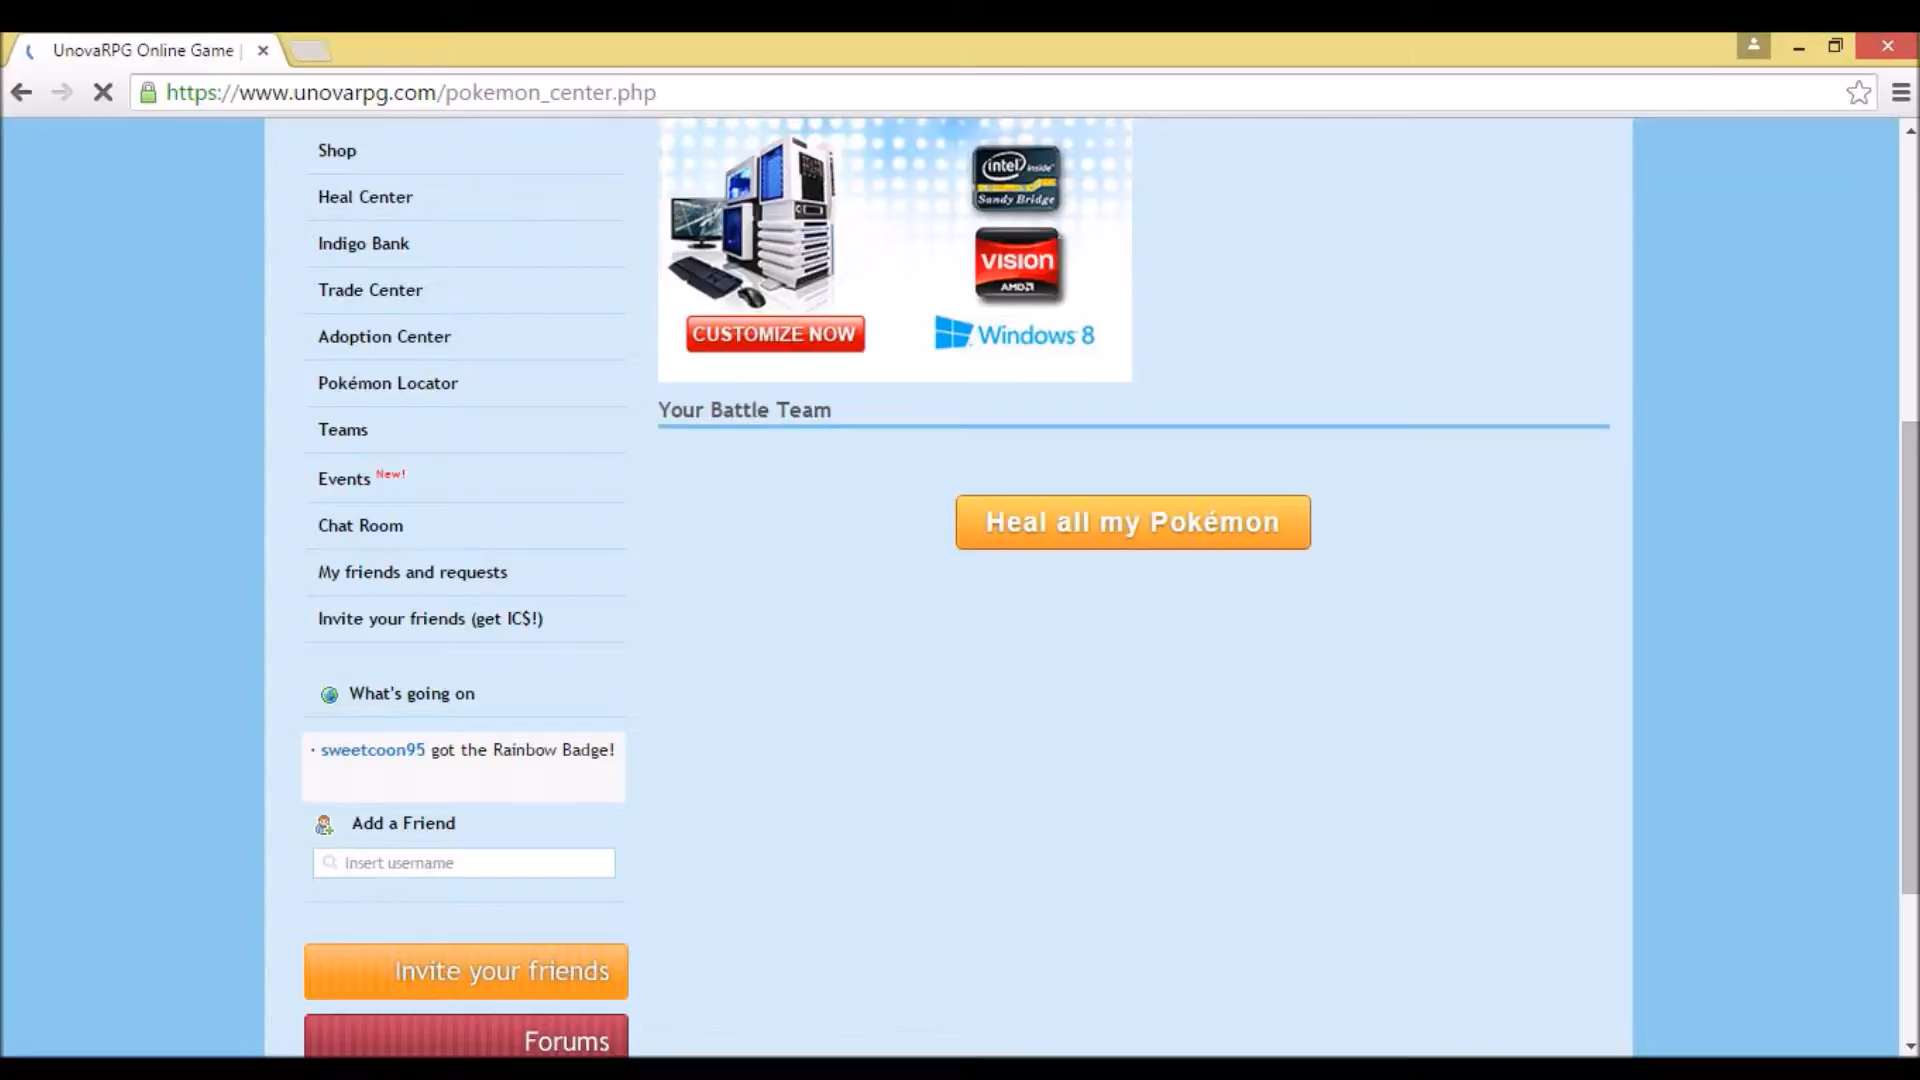 UnovaRPG Online Game |
https://www.unovarpg.com/pokemon_center.php
Shop
Heal Center
Indigo Bank
Trade Center
Adoption Center
Pokémon Locator
Teams
Events New!
Chat Room
My friends and requests
Invite your friends (get IC$!)
What's going on
· sweetcoon95 got the Rainbow Badge!
Add a Friend
Insert username
Invite your friends
Forums
intel inside™
Sandy Bridge
VISION
AMD
CUSTOMIZE NOW
Windows 8
Your Battle Team
Heal all my Pokémon